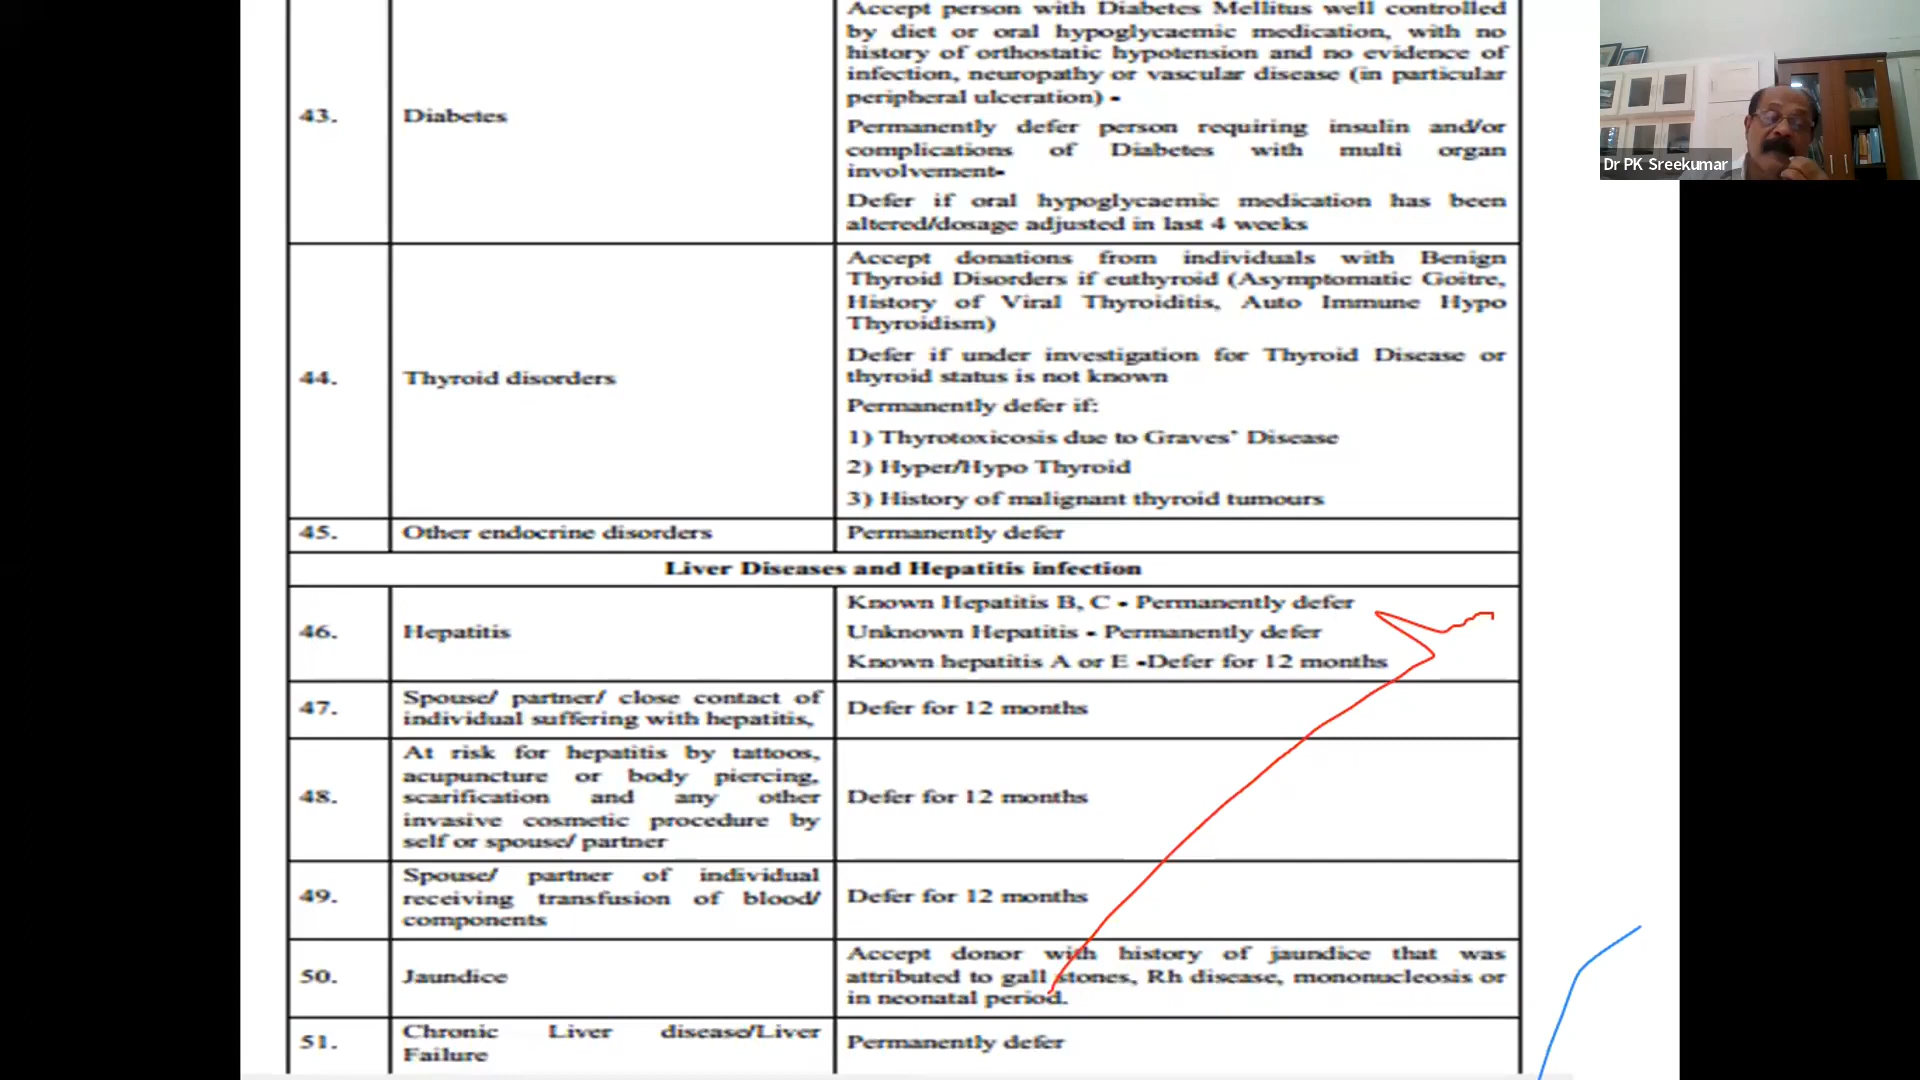 Accept person with Diabetes Mellitus well controlled
by diet or oral hypoglycaemic medication, with no
history of orthostatic hypotension and no evidence of
infection, neuropathy or vascular disease (in particular
peripheral ulceration) -
43.
Diabetes
Permanently defer person requiring insulin and/or
complications of Diabetes with multi organ
involvement-
Defer if oral hypoglycaemic medication has been
altered/dosage adjusted in last 4 weeks
Accept donations from individuals with Benign
Thyroid Disorders if euthyroid (Asymptomatic Goitre,
History of Viral Thyroiditis, Auto Immune Hypo
Thyroidism)
Defer if under investigation for Thyroid Disease or
thyroid status is not known
44.
Thyroid disorders
Permanently defer if:
1) Thyrotoxicosis due to Graves' Disease
2) Hyper/Hypo Thyroid
3) History of malignant thyroid tumours
45.
Other endocrine disorders
Permanently defer
Liver Diseases and Hepatitis infection
46.
Hepatitis
Known Hepatitis B, C - Permanently defer
Unknown Hepatitis - Permanently defer
Known hepatitis A or E -Defer for 12 months
47.
Spouse/ partner/ close contact of
individual suffering with hepatitis,
Defer for 12 months
48.
At risk for hepatitis by tattoos,
acupuncture or body piercing,
scarification and any other
invasive cosmetic procedure by
self or spouse/ partner
Defer for 12 months
49.
Spouse/ partner of individual
receiving transfusion of blood/
components
Defer for 12 months
50.
Jaundice
Accept donor with history of jaundice that was
attributed to gall stones, Rh disease, mononucleosis or
in neonatal period.
51.
Chronic Liver disease/Liver
Failure
Permanently defer
Dr PK Sreekumar